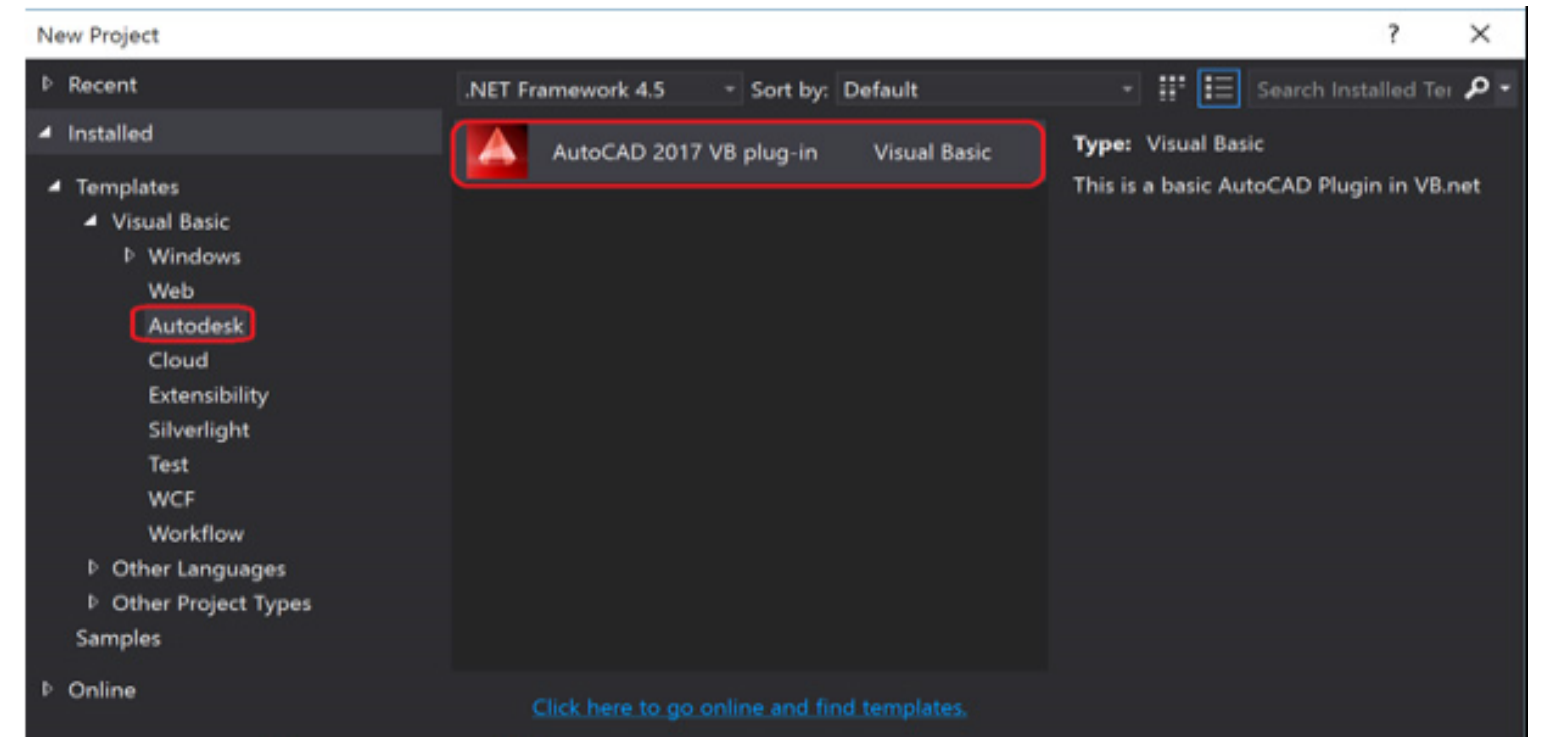 New Project
?
Recent
.NET Framework 4.5
Sort by:
Default
Search Installed Te
Installed
AutoCAD 2017 VB plug-in
Visual Basic
Type: Visual Basic
This is a basic AutoCAD Plugin in VB.net
Templates
Visual Basic
Windows
Web
Autodesk
Cloud
Extensibility
Silverlight
Test
WCF
Workflow
Other Languages
Other Project Types
Samples
Online
Click here to go online and find templates.